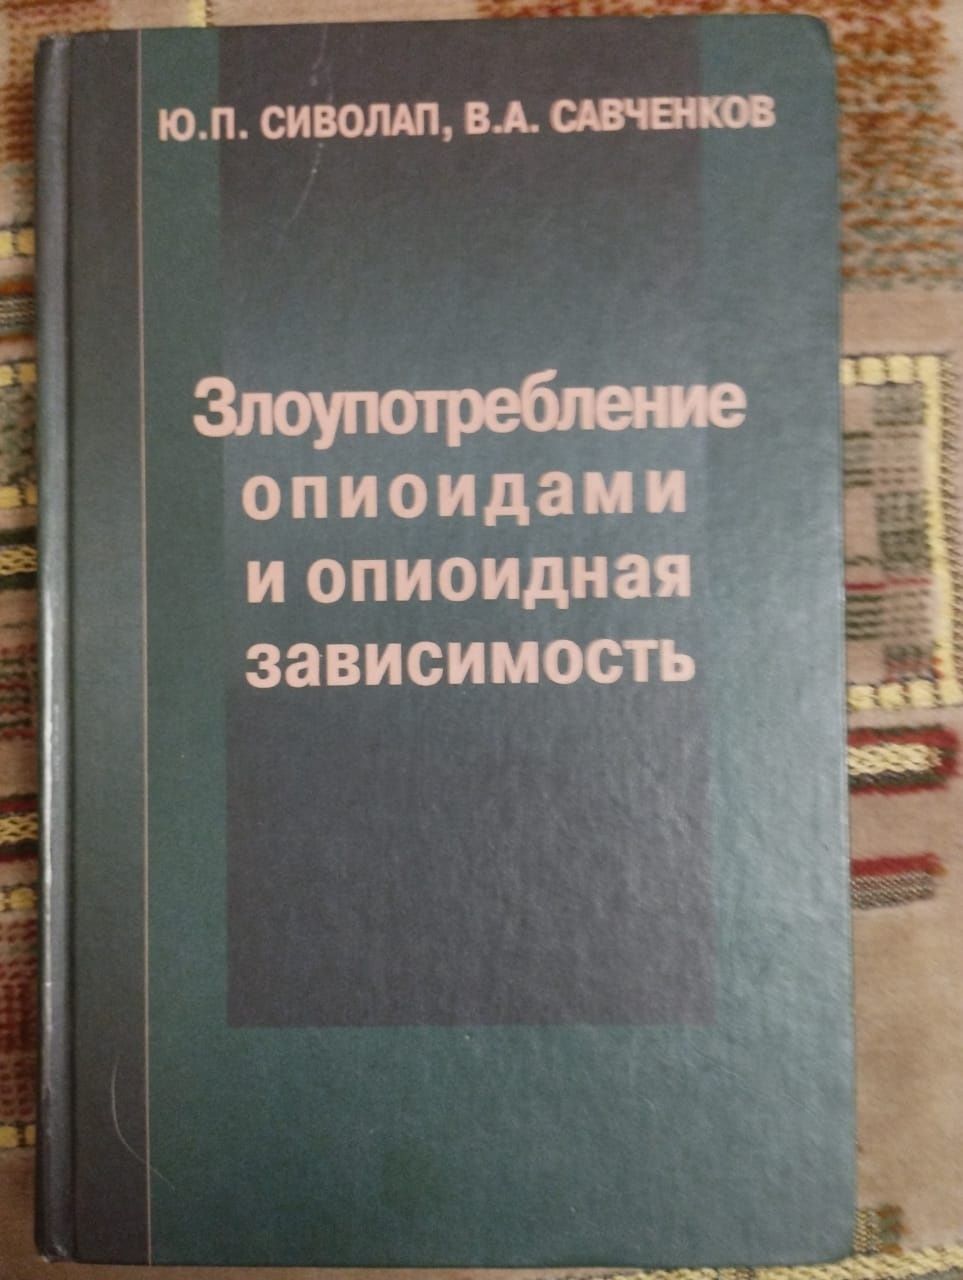 Ю.П. СИВОЛАП, В.А. САВЧЕНКОВ
Злоупотребление
опиоидами
и опиоидная
зависимость